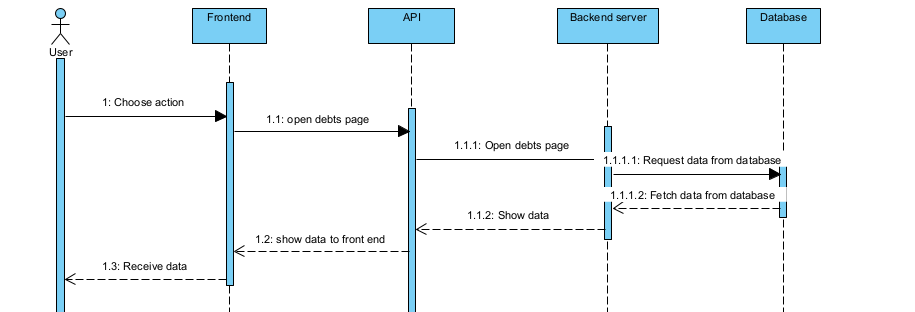 Frontend
API
Backend server
Database
User
1: Choose action
1.1: open debts page
1.1.1: Open debts page
1.1.1.1: Request data from database
1.1.1.2: Fetch data from database
1.1.2: Show data
1.2: show data to front end
1.3: Receive data